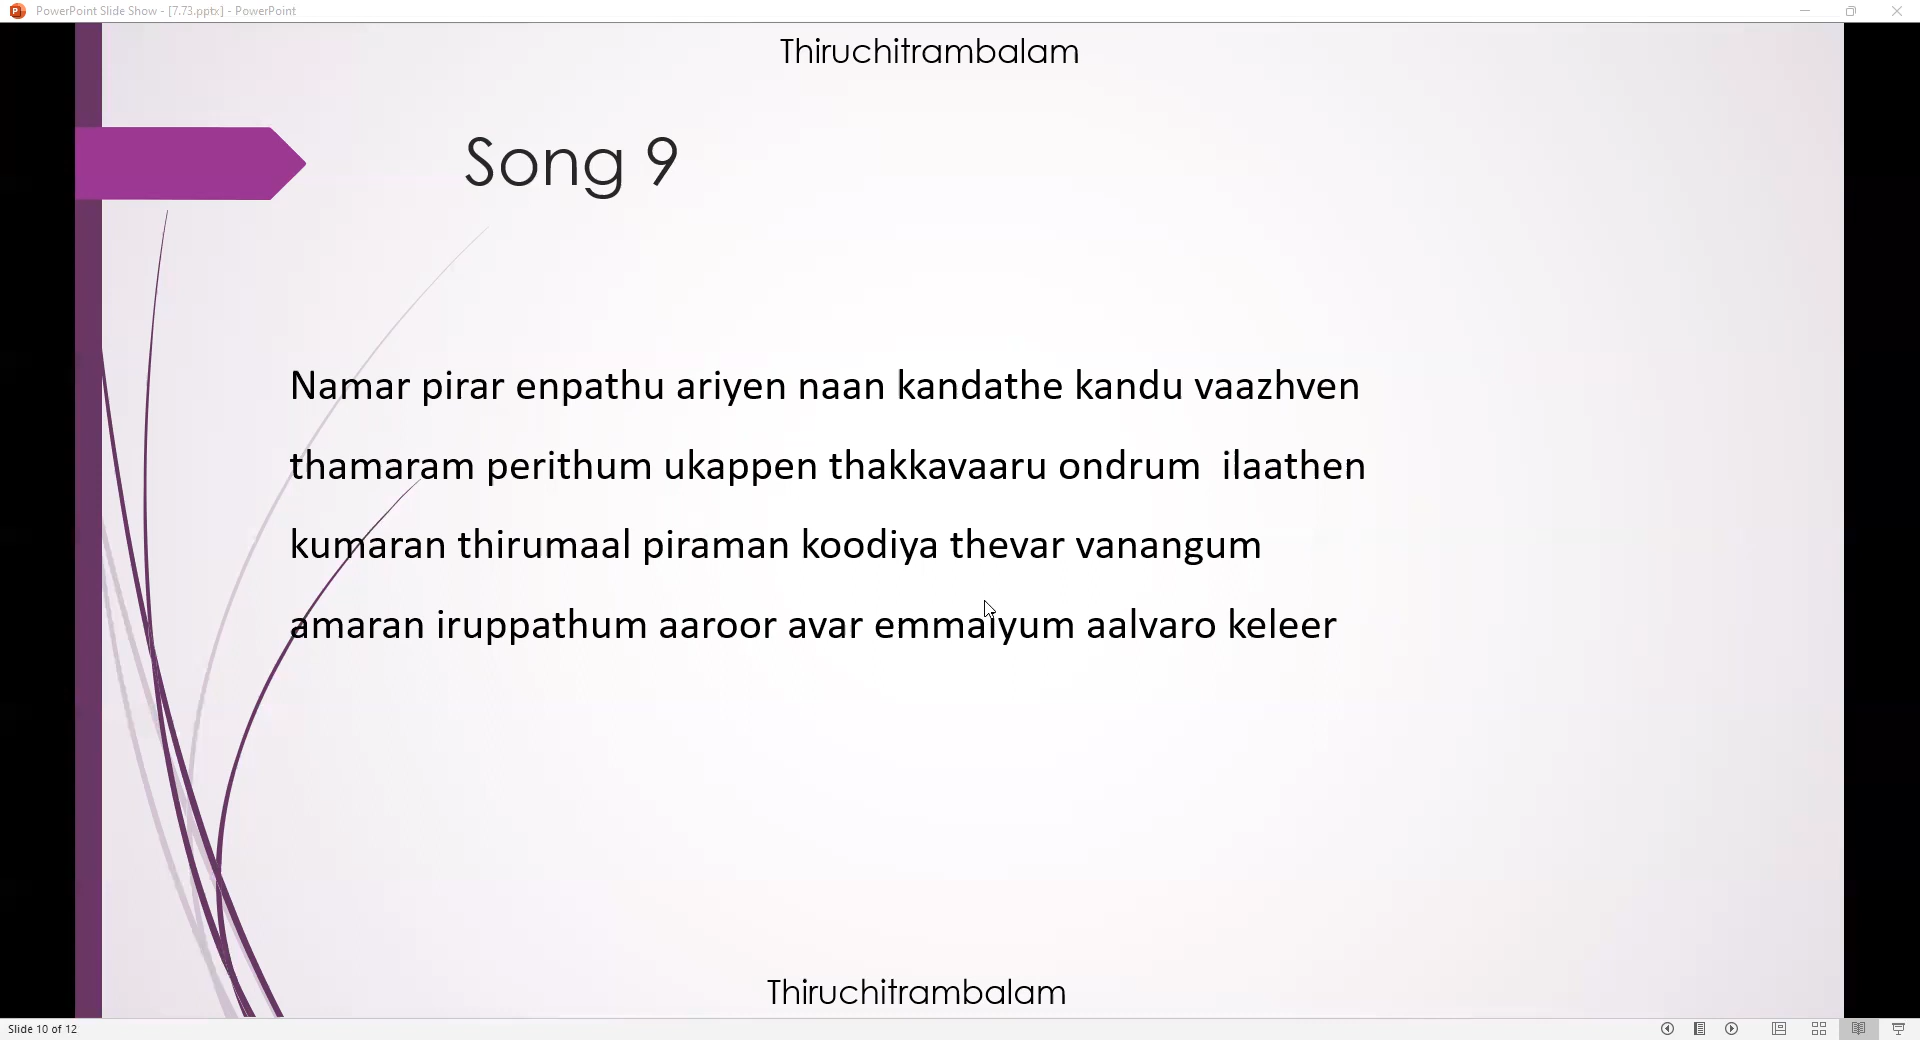 PowerPoint Slide Show - [7.73.pptx] - PowerPoint
Thiruchitrambalam
Song 9
Namar pirar enpathu ariyen naan kandathe kandu vaazhven
thamaram perithum ukappen thakkavaaru ondrum ilaathen
kumaran thirumaal piraman koodiya thevar vanangum
amaran iruppathum aaroor avar emmaiyum aalvaro keleer
Thiruchitrambalam
Slide 10 of 12